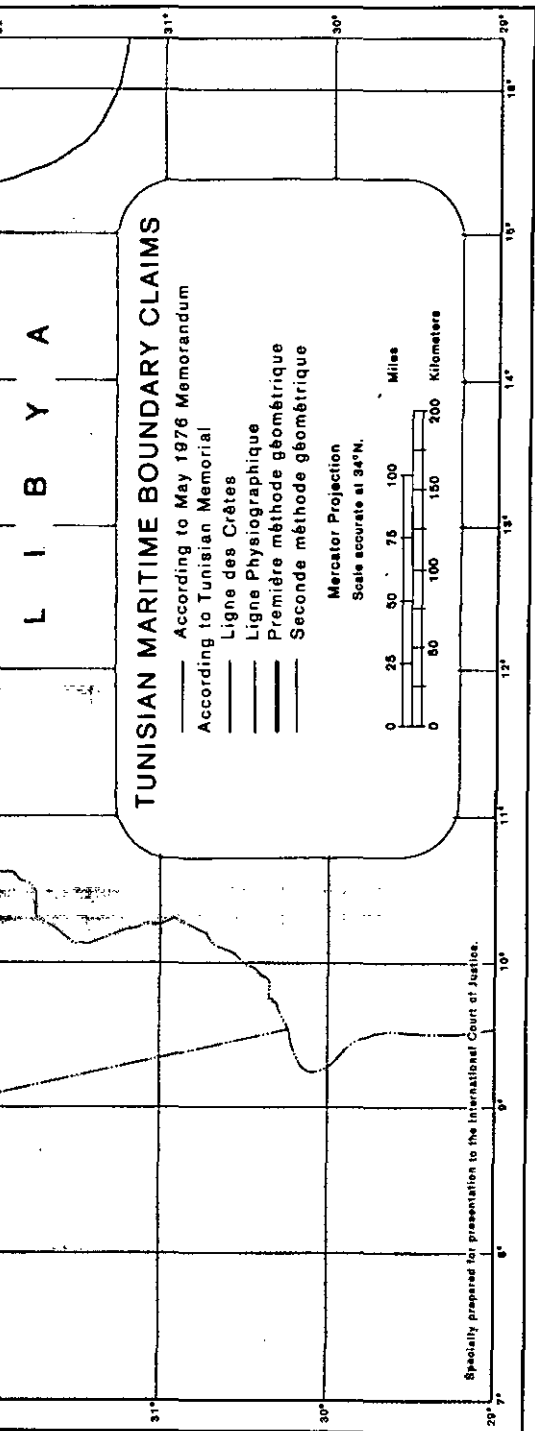 L I B Y A
31°
31°
30°
30°
29°
29°
TUNISIAN MARITIME BOUNDARY CLAIMS
According to May 1976 Memorandum
According to Tunisian Memorial
Ligne des Crêtes
Ligne Physiographique
Première méthode géométrique
Seconde méthode géométrique
Mercator Projection
Scale accurate at 34°N.
0 25 50 75 100 Miles
0 50 100 150 200 Kilometers
Specially prepared for presentation to the International Court of Justice.
7° 8° 9° 10° 11° 12° 13° 14° 15° 16°